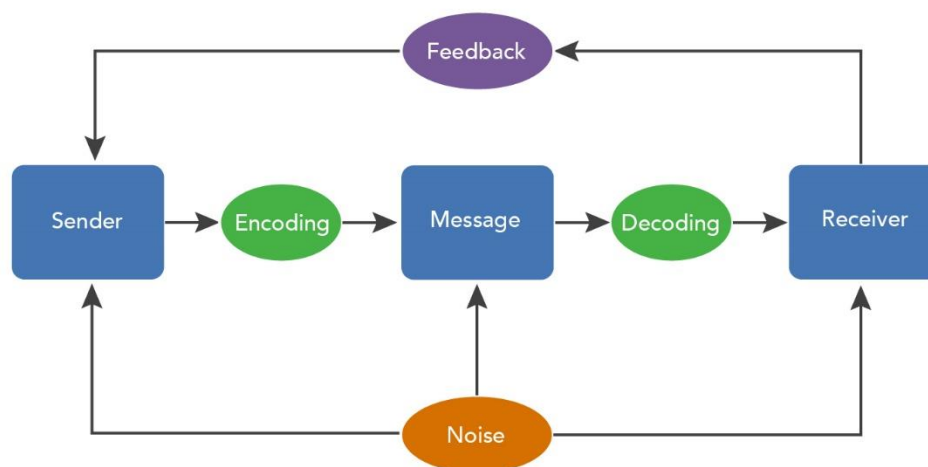 Feedback
Sender
Encoding
Message
Decoding
Receiver
Noise